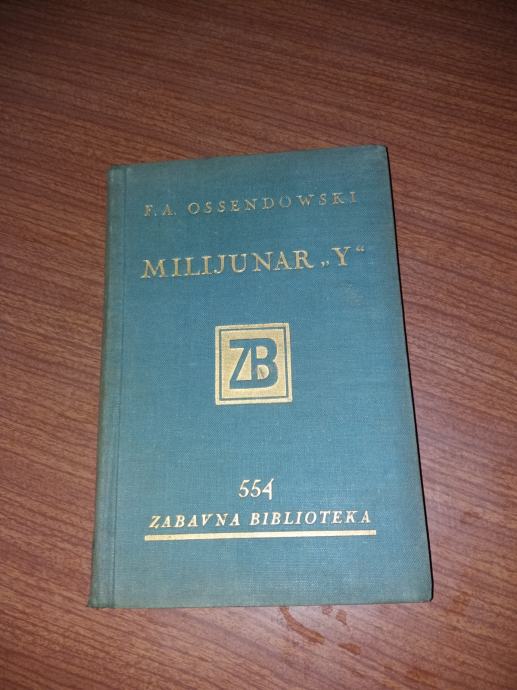 F. A. OSSENDOWSKI
MILIJUNAR „Y“
ZB
554
ZABAVNA BIBLIOTEKA